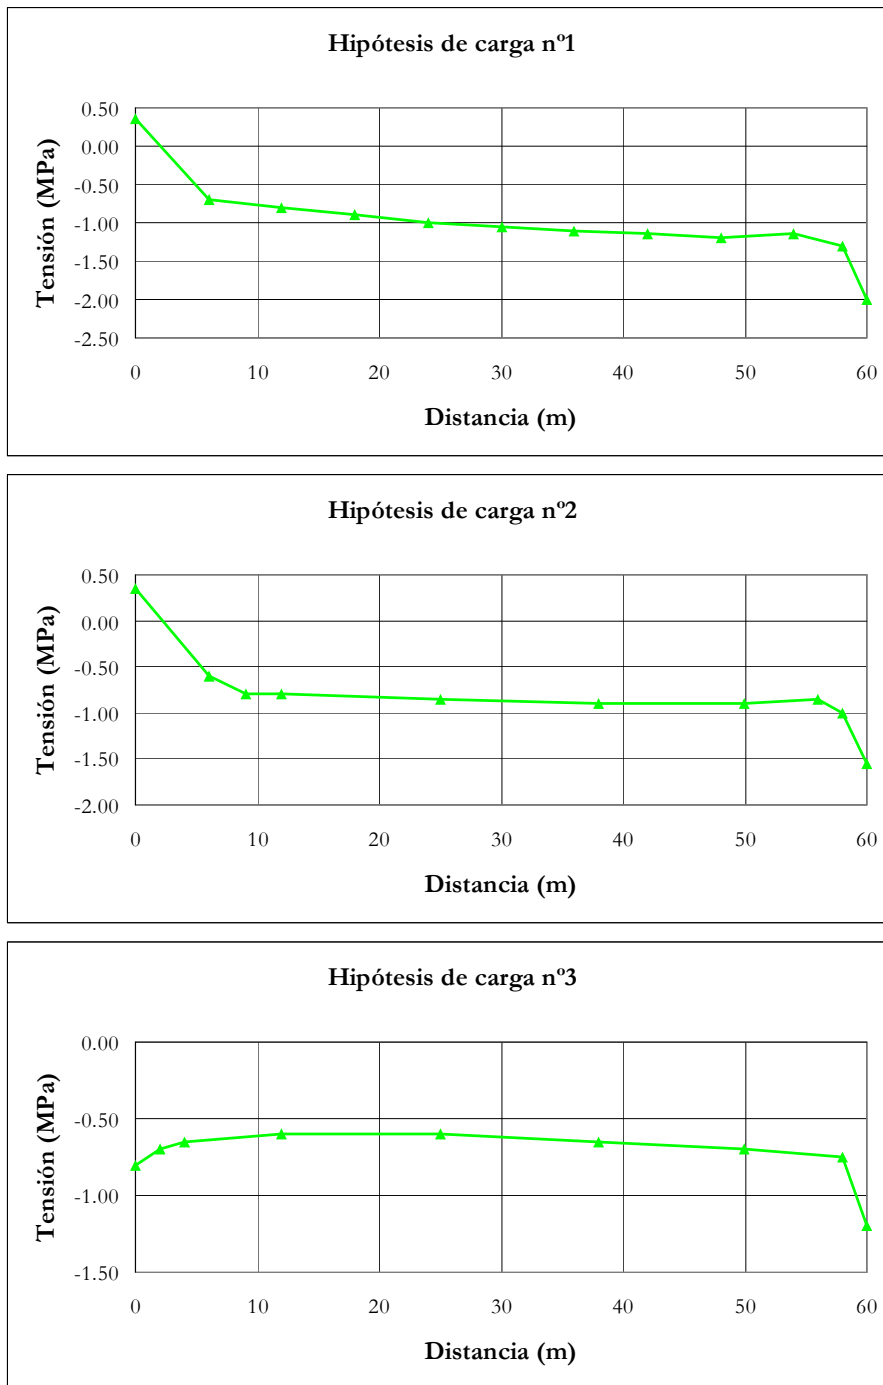 Hipótesis de carga nº1
0.50
0.00
-0.50
-1.00
-1.50
-2.00
-2.50
Tensión (MPa)
0 10 20 30 40 50 60
Distancia (m)
Hipótesis de carga nº2
0.50
0.00
-0.50
-1.00
-1.50
-2.00
Tensión (MPa)
0 10 20 30 40 50 60
Distancia (m)
Hipótesis de carga nº3
0.00
-0.50
-1.00
-1.50
Tensión (MPa)
0 10 20 30 40 50 60
Distancia (m)